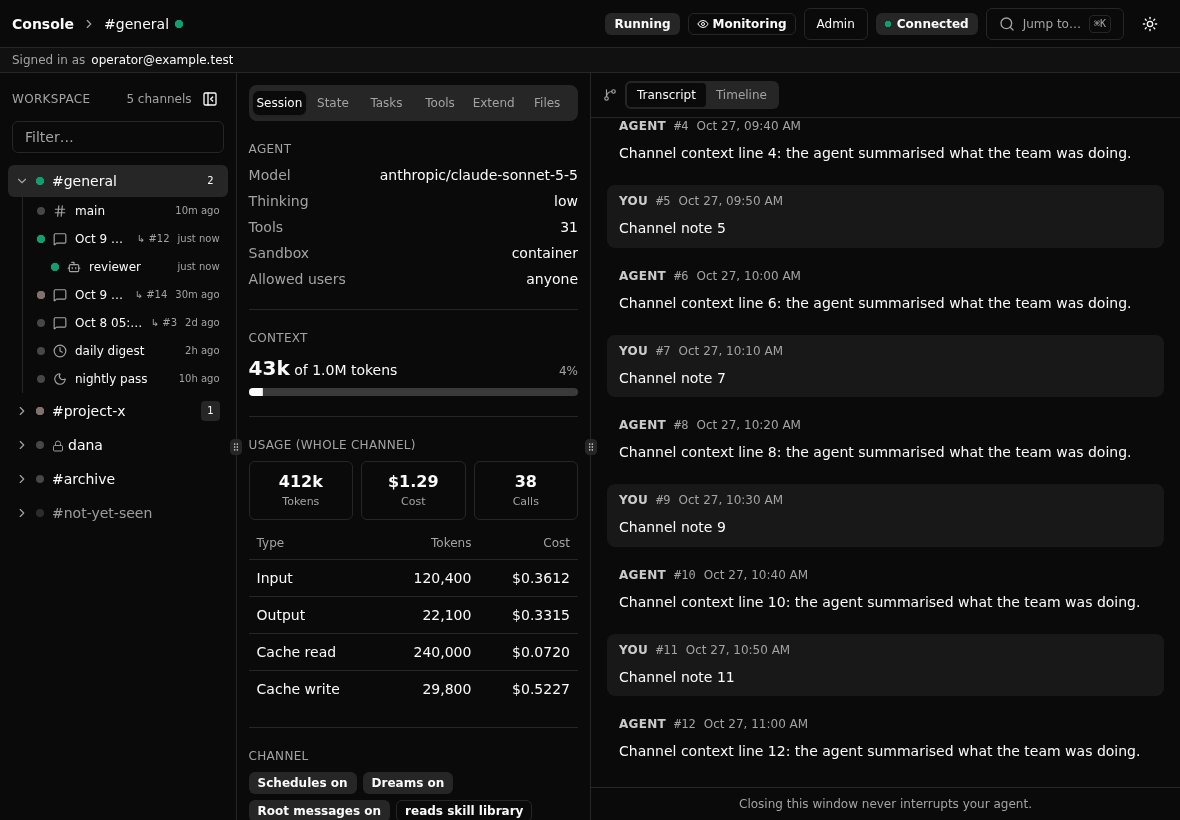 Console > #general
Running
Monitoring
Admin
Connected
Jump to... ⌘K
Signed in as operator@example.test
WORKSPACE 5 channels
Filter...
#general 2
main 10m ago
Oct 9 ... ↳ #12 just now
reviewer just now
Oct 9 ... ↳ #14 30m ago
Oct 8 05:... ↳ #3 2d ago
daily digest 2h ago
nightly pass 10h ago
#project-x 1
dana
#archive
#not-yet-seen
Session State Tasks Tools Extend Files
AGENT
Model anthropic/claude-sonnet-5-5
Thinking low
Tools 31
Sandbox container
Allowed users anyone
CONTEXT
43k of 1.0M tokens 4%
USAGE (WHOLE CHANNEL)
412k $1.29 38
Tokens Cost Calls
Type Tokens Cost
Input 120,400 $0.3612
Output 22,100 $0.3315
Cache read 240,000 $0.0720
Cache write 29,800 $0.5227
CHANNEL
Schedules on Dreams on
Root messages on reads skill library
Transcript Timeline
AGENT #4 Oct 27, 09:40 AM
Channel context line 4: the agent summarised what the team was doing.
YOU #5 Oct 27, 09:50 AM
Channel note 5
AGENT #6 Oct 27, 10:00 AM
Channel context line 6: the agent summarised what the team was doing.
YOU #7 Oct 27, 10:10 AM
Channel note 7
AGENT #8 Oct 27, 10:20 AM
Channel context line 8: the agent summarised what the team was doing.
YOU #9 Oct 27, 10:30 AM
Channel note 9
AGENT #10 Oct 27, 10:40 AM
Channel context line 10: the agent summarised what the team was doing.
YOU #11 Oct 27, 10:50 AM
Channel note 11
AGENT #12 Oct 27, 11:00 AM
Channel context line 12: the agent summarised what the team was doing.
Closing this window never interrupts your agent.